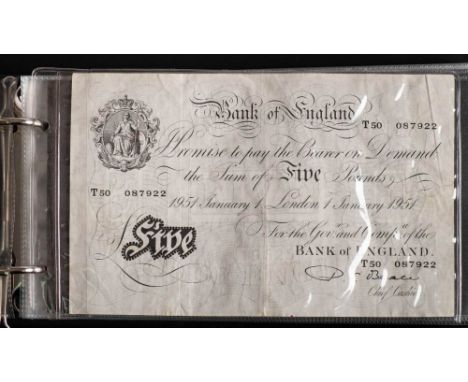 Bank of England
T50 087922
Promise to pay the Bearer on Demand
the Sum of Five Pounds
T50 087922
1951 January 1 London 1 January 1951
For the Govr. and Compa. of the
Five
BANK of ENGLAND.
T50 087922
Chief Cashier